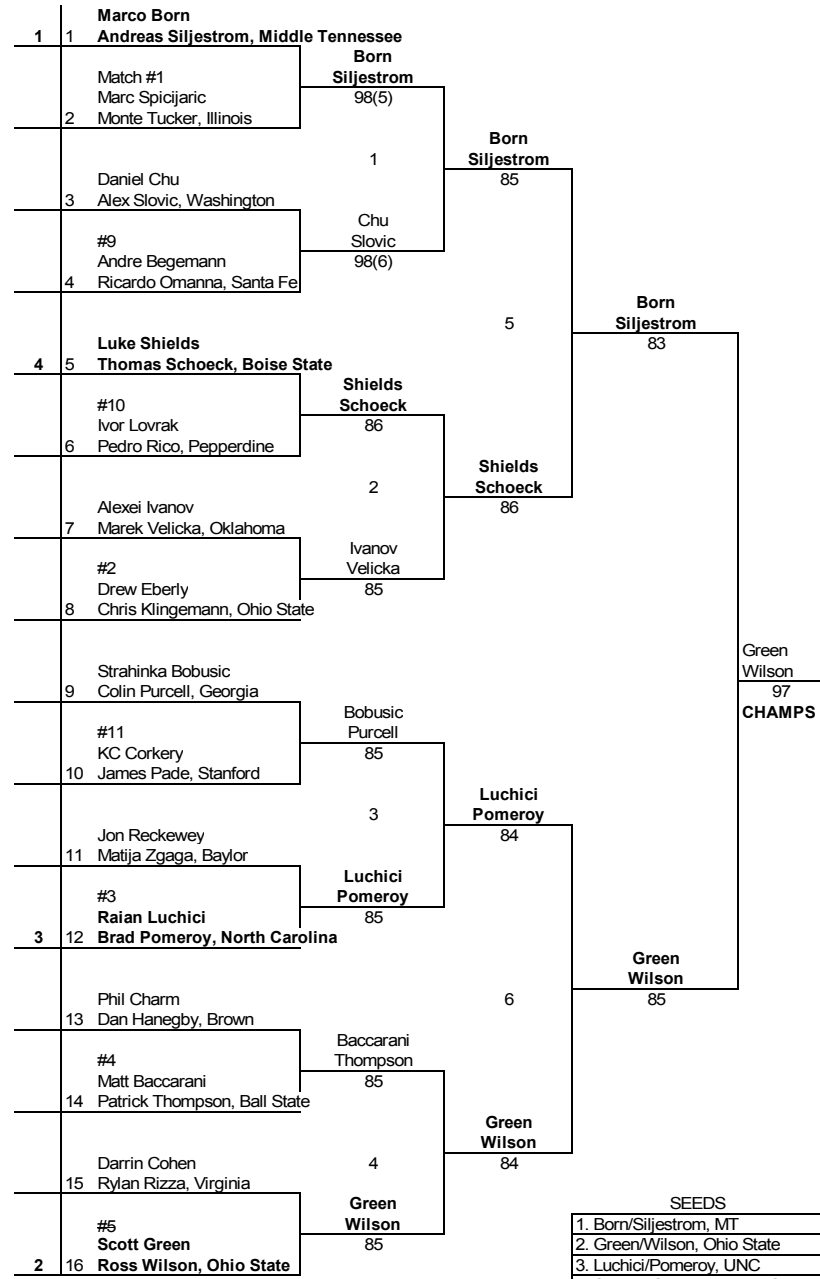 Marco Born
1 1 Andreas Siljestrom, Middle Tennessee
Born
Match #1 Siljestrom
Marc Spicijaric 98(5)
2 Monte Tucker, Illinois
Born
1 Siljestrom
Daniel Chu 85
3 Alex Slovic, Washington
Chu
#9 Slovic
Andre Begemann 98(6)
4 Ricardo Omanna, Santa Fe
Born
5 Siljestrom
Luke Shields 83
4 5 Thomas Schoeck, Boise State
Shields
#10 Schoeck
Ivor Lovrak 86
6 Pedro Rico, Pepperdine
Shields
2 Schoeck
Alexei Ivanov 86
7 Marek Velicka, Oklahoma
Ivanov
#2 Velicka
Drew Eberly 85
8 Chris Klingemann, Ohio State
Green
Strahinka Bobusic Wilson
9 Colin Purcell, Georgia 97
Bobusic CHAMPS
#11 Purcell
KC Corkery 85
10 James Pade, Stanford
Luchici
3 Pomeroy
Jon Reckewey 84
11 Matija Zgaga, Baylor
Luchici
#3 Pomeroy
Raian Luchici 85
3 12 Brad Pomeroy, North Carolina
Green
Wilson
Phil Charm 6 85
13 Dan Hanegby, Brown
Baccarani
#4 Thompson
Matt Baccarani 85
14 Patrick Thompson, Ball State
Green
Wilson
Darrin Cohen 4 84
15 Rylan Rizza, Virginia
Green SEEDS
#5 Wilson 1. Born/Siljestrom, MT
Scott Green 85 2. Green/Wilson, Ohio State
2 16 Ross Wilson, Ohio State 3. Luchici/Pomeroy, UNC